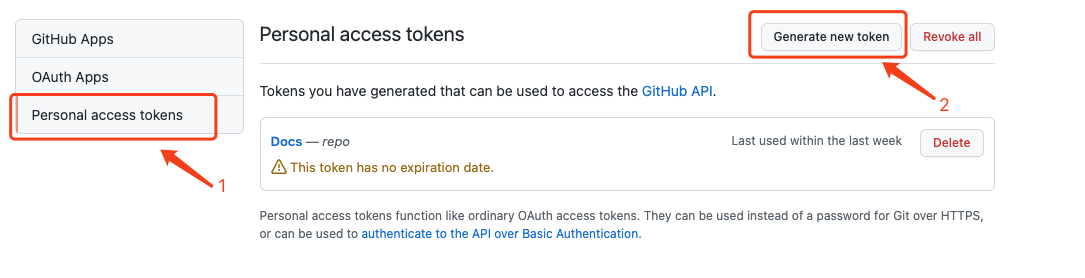 GitHub Apps
OAuth Apps
Personal access tokens
1
Personal access tokens
Generate new token
Revoke all
2
Tokens you have generated that can be used to access the GitHub API.
Docs — repo
Last used within the last week
Delete
This token has no expiration date.
Personal access tokens function like ordinary OAuth access tokens. They can be used instead of a password for Git over HTTPS,
or can be used to authenticate to the API over Basic Authentication.